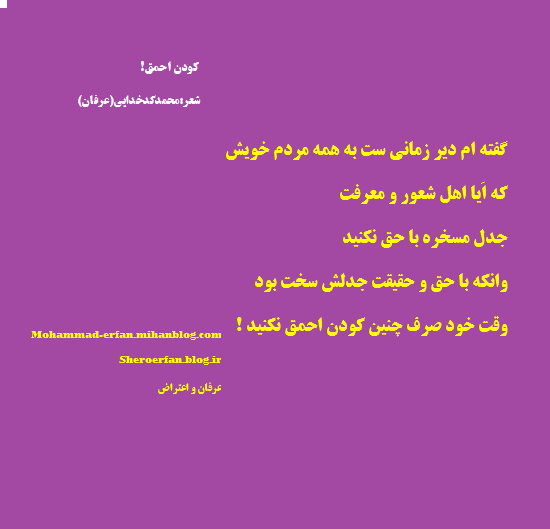 کودن احمق!
شعر:محمدکدخدایی(عرفان)
گفته ام دیر زمانی ست به همه مردم خویش
که اَیا اهل شعور و معرفت
جدل مسخره با حق نکنید
وانکه با حق و حقیقت جدلش سخت بود
وقت خود صرف چنین کودن احمق نکنید !
Mohammad-erfan.mihanblog.com
Sheroerfan.blog.ir
عرفان و اعتراض